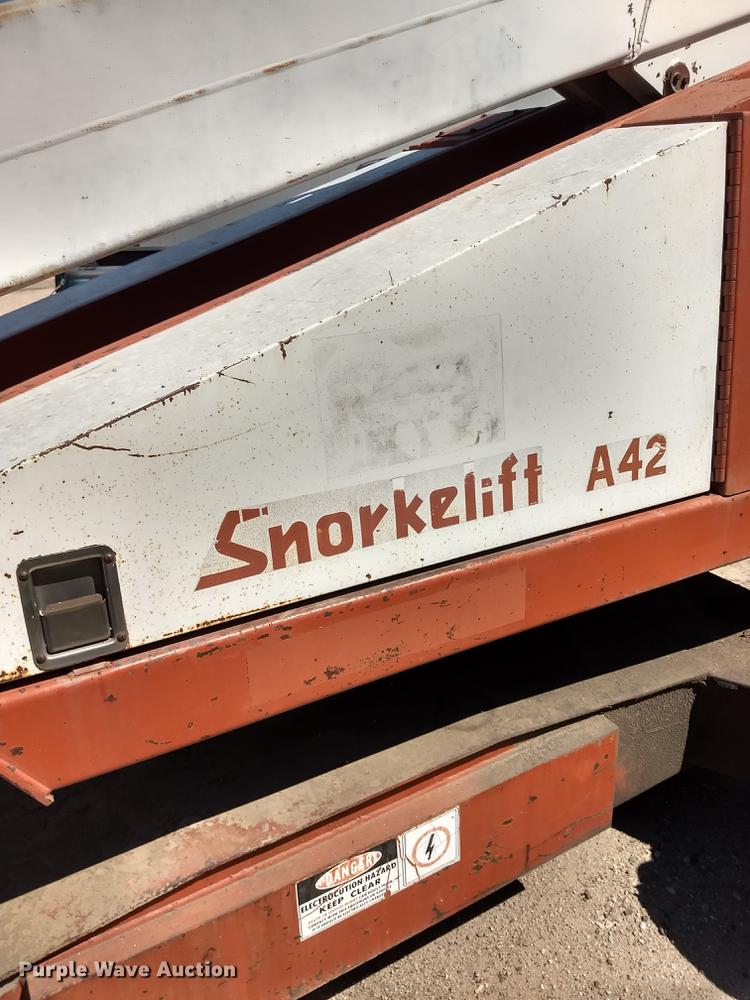 Snorkelift A42
DANGER
ELECTROCUTION HAZARD
KEEP CLEAR
Purple Wave Auction